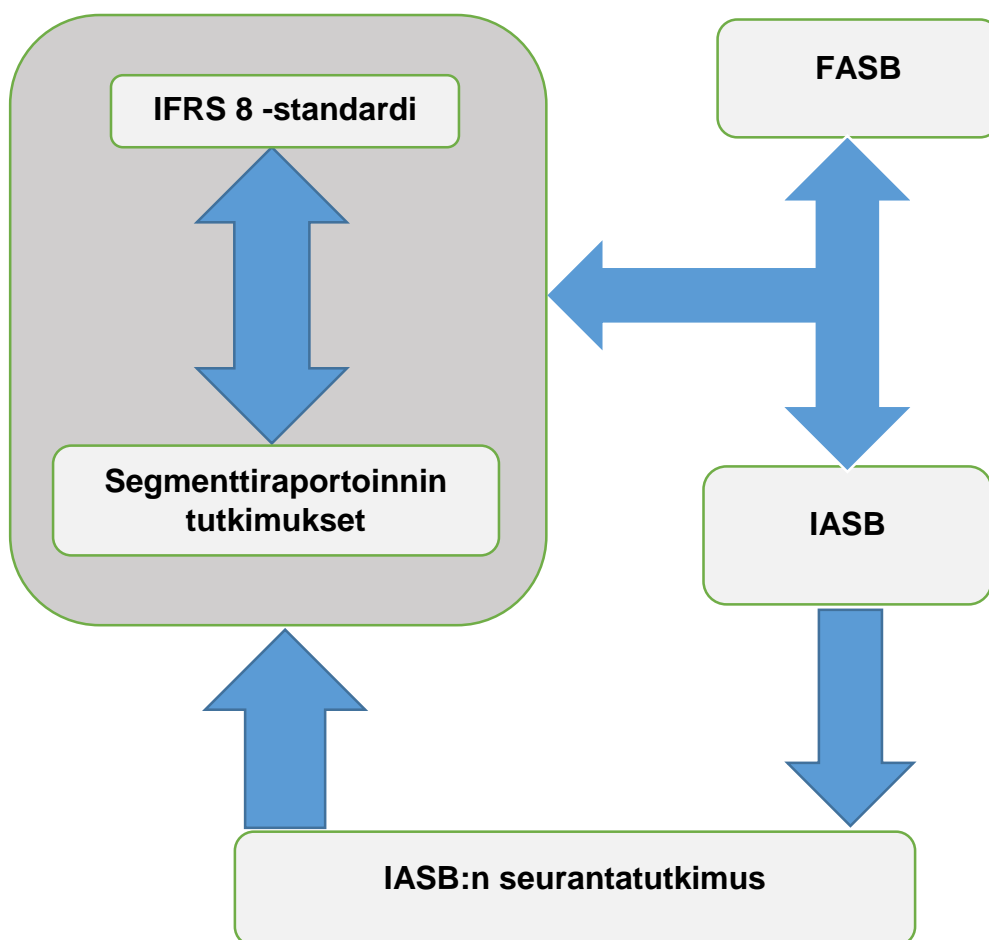 IFRS 8 -standardi
FASB
Segmenttiraportoinnin
tutkimukset
IASB
IASB:n seurantatutkimus